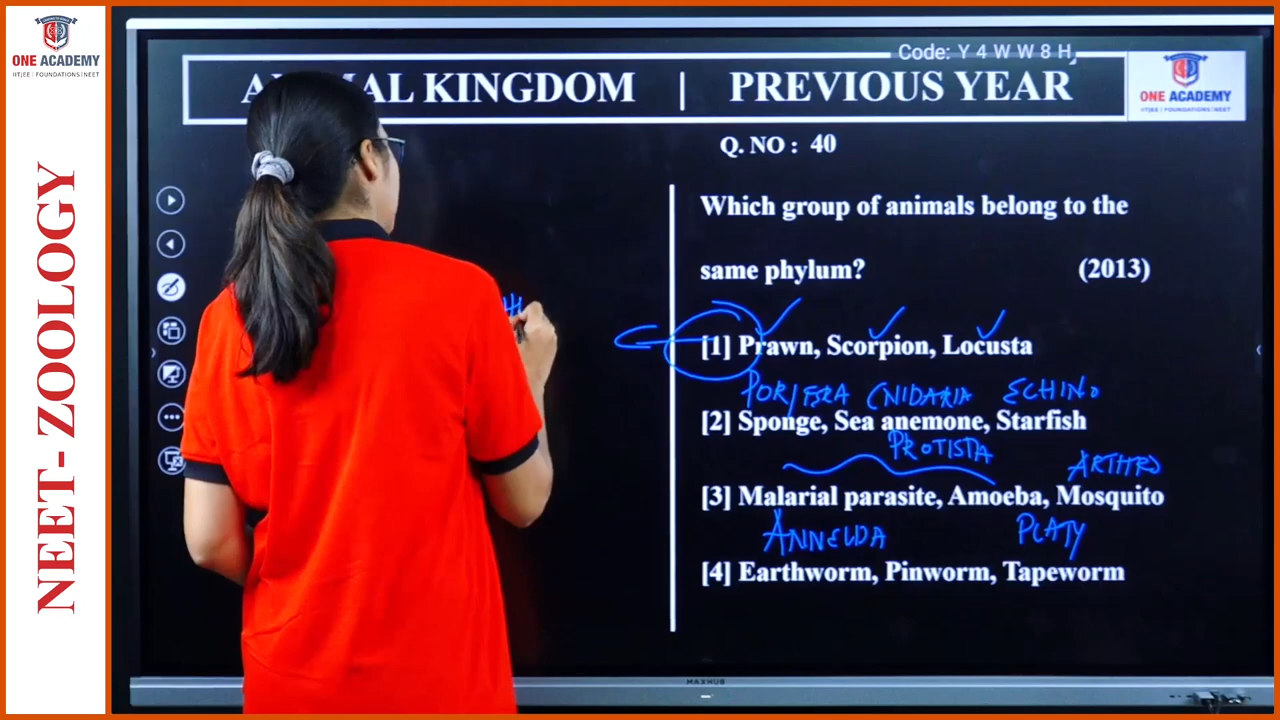 ONE ACADEMY
IIT|JEE | FOUNDATIONS | NEET
NEET- ZOOLOGY
Code: Y 4 W W 8 H
AL KINGDOM | PREVIOUS YEAR
ONE ACADEMY
IIT|JEE | FOUNDATIONS | NEET
Q. NO : 40
Which group of animals belong to the
same phylum? (2013)
[1] Prawn, Scorpion, Locusta
PORIFERA CNIDARIA ECHINO
[2] Sponge, Sea anemone, Starfish
PROTISTA
ARTHRO
[3] Malarial parasite, Amoeba, Mosquito
ANNELIDA PLATY
[4] Earthworm, Pinworm, Tapeworm
MAXHUB